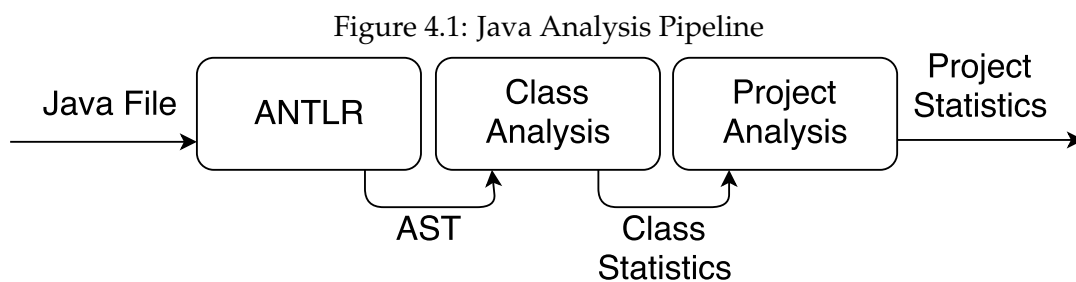 Figure 4.1: Java Analysis Pipeline
Java File
ANTLR
Class
Analysis
Project
Analysis
Project
Statistics
AST
Class
Statistics